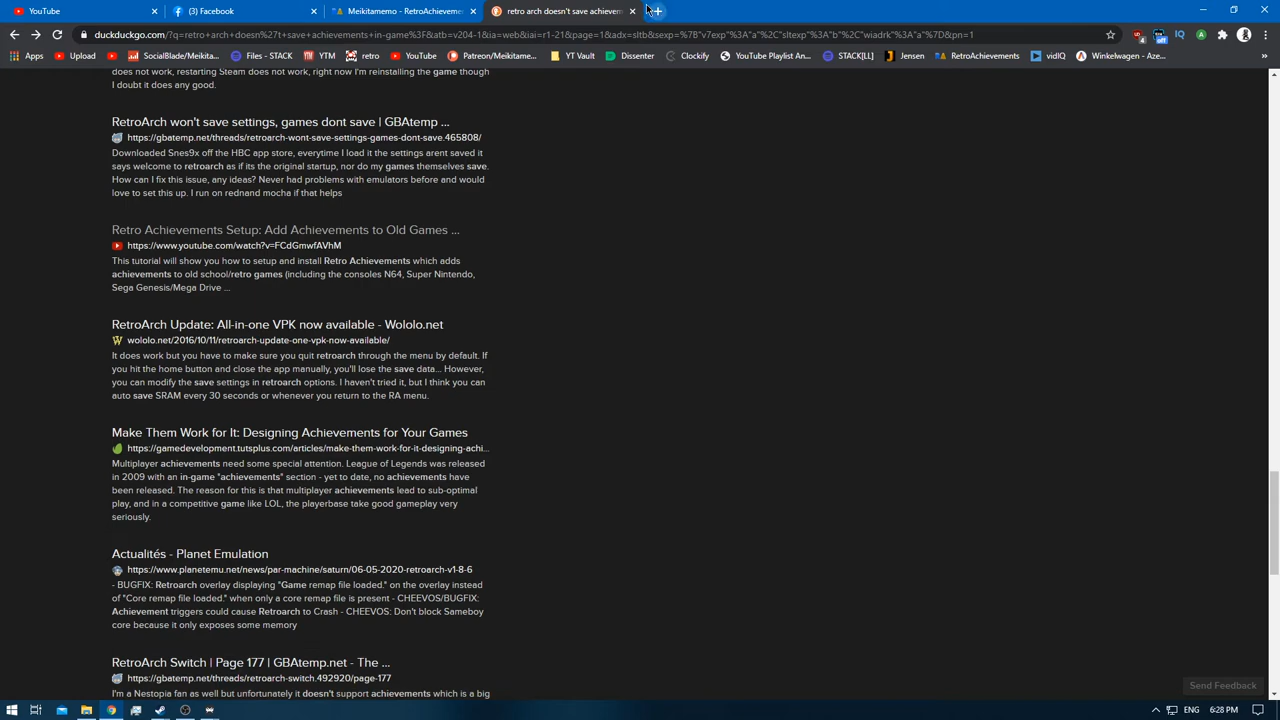 YouTube
(3) Facebook
Meikitamemo - RetroAchievements
retro arch doesn't save achievem
duckduckgo.com/?q=retro+arch+doesn%27t+save+achievements+in-game%3F&atb=v204-1&ia=web&iai=r1-21&page=1&adx=sltb&sexp=%7B"v7exp"%3A"a"%2C"sltexp"%3A"b"%2C"wiadrk"%3A"a"%7D&pn=1
Apps
Upload
SocialBlade/Meikita...
Files - STACK
YTM
retro
YouTube
Patreon/Meikitame...
YT Vault
Dissenter
Clockify
YouTube Playlist An...
STACK[LL]
Jensen
RetroAchievements
vidIQ
Winkelwagen - Aze...
does not work, restarting Steam does not work, right now I'm reinstalling the game though
I doubt it does any good.
RetroArch won't save settings, games dont save | GBAtemp ...
https://gbatemp.net/threads/retroarch-wont-save-settings-games-dont-save.465808/
Downloaded Snes9x off the HBC app store, everytime I load it the settings arent saved it
says welcome to retroarch as if its the original startup, nor do my games themselves save.
How can I fix this issue, any ideas? Never had problems with emulators before and would
love to set this up. I run on rednand mocha if that helps
Retro Achievements Setup: Add Achievements to Old Games ...
https://www.youtube.com/watch?v=FCdGmwfAVhM
This tutorial will show you how to setup and install Retro Achievements which adds
achievements to old school/retro games (including the consoles N64, Super Nintendo,
Sega Genesis/Mega Drive ...
RetroArch Update: All-in-one VPK now available - Wololo.net
wololo.net/2016/10/11/retroarch-update-one-vpk-now-available/
It does work but you have to make sure you quit retroarch through the menu by default. If
you hit the home button and close the app manually, you'll lose the save data... However,
you can modify the save settings in retroarch options. I haven't tried it, but I think you can
auto save SRAM every 30 seconds or whenever you return to the RA menu.
Make Them Work for It: Designing Achievements for Your Games
https://gamedevelopment.tutsplus.com/articles/make-them-work-for-it-designing-achi...
Multiplayer achievements need some special attention. League of Legends was released
in 2009 with an in-game "achievements" section - yet to date, no achievements have
been released. The reason for this is that multiplayer achievements lead to sub-optimal
play, and in a competitive game like LOL, the playerbase take good gameplay very
seriously.
Actualités - Planet Emulation
https://www.planetemu.net/news/par-machine/saturn/06-05-2020-retroarch-v1-8-6
- BUGFIX: Retroarch overlay displaying "Game remap file loaded." on the overlay instead
of "Core remap file loaded." when only a core remap file is present - CHEEVOS/BUGFIX:
Achievement triggers could cause Retroarch to Crash - CHEEVOS: Don't block Sameboy
core because it only exposes some memory
RetroArch Switch | Page 177 | GBAtemp.net - The ...
https://gbatemp.net/threads/retroarch-switch.492920/page-177
I'm a Nestopia fan as well but unfortunately it doesn't support achievements which is a big
Send Feedback
ENG
6:28 PM